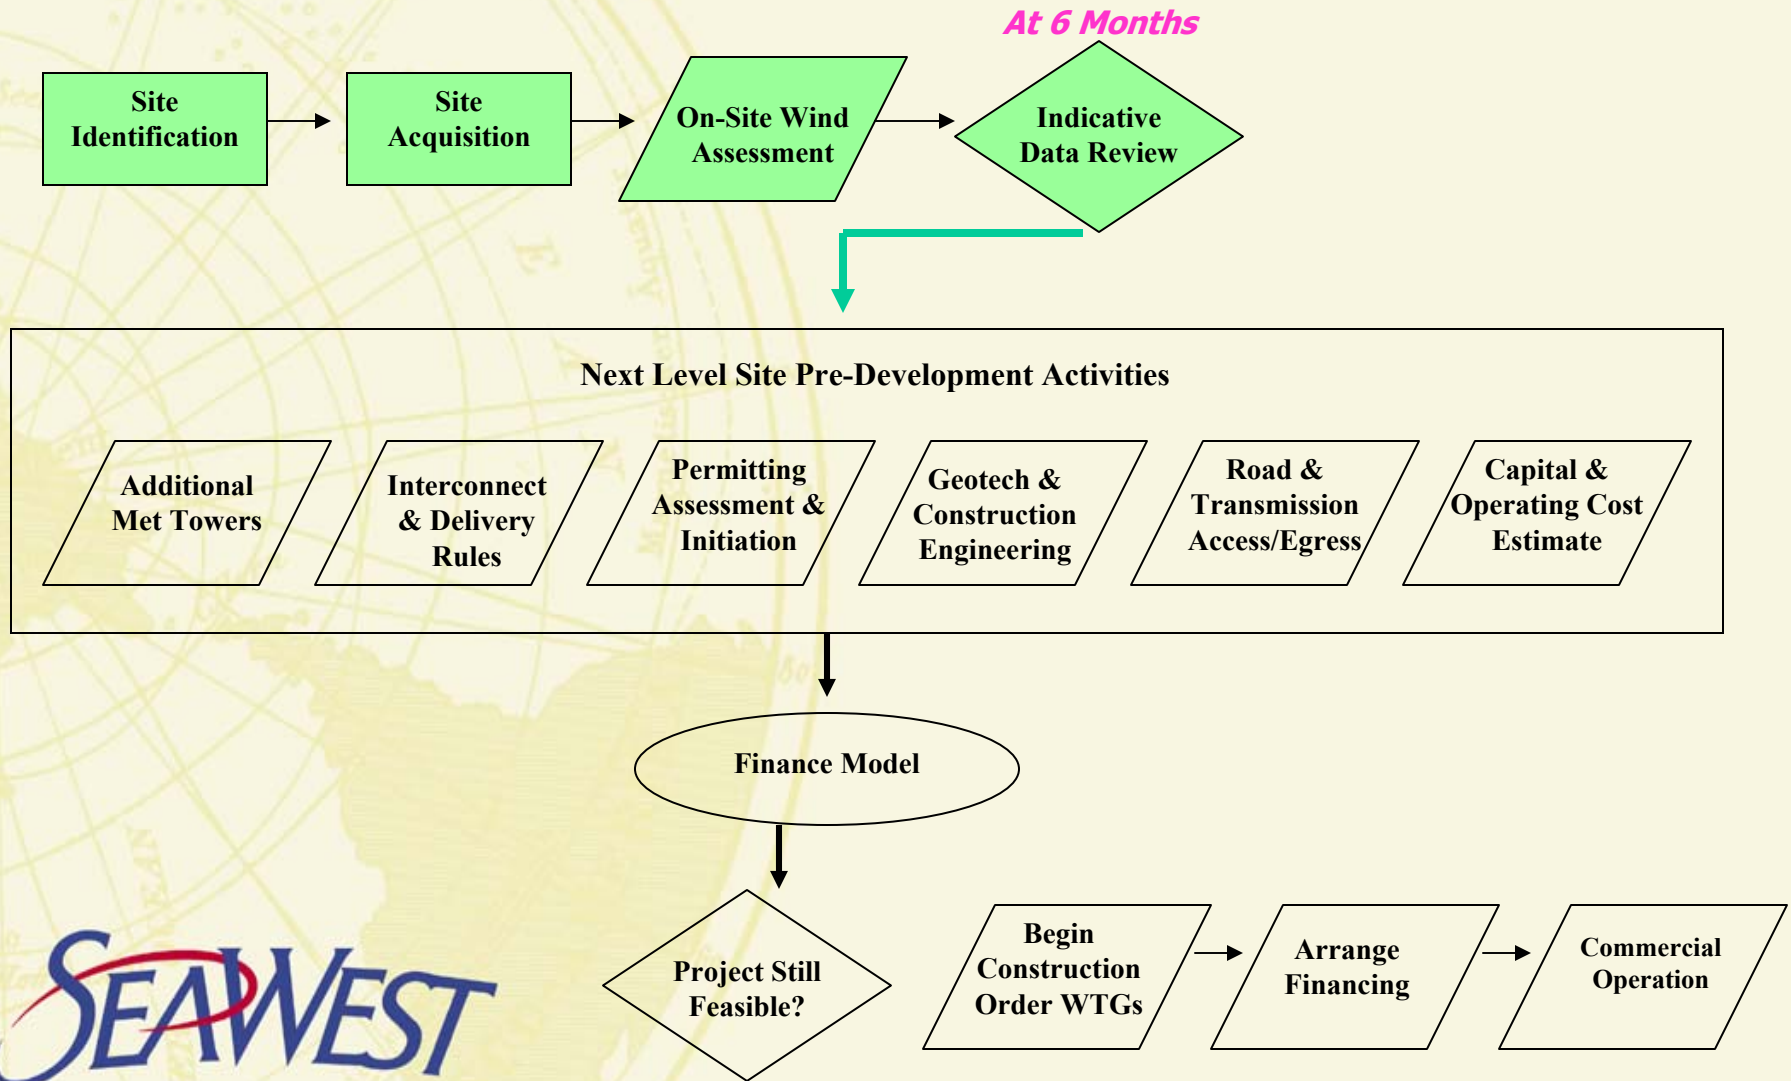 At 6 Months
Site
Identification
Site
Acquisition
On-Site Wind
Assessment
Indicative
Data Review
Next Level Site Pre-Development Activities
Additional
Met Towers
Interconnect
& Delivery
Rules
Permitting
Assessment &
Initiation
Geotech &
Construction
Engineering
Road &
Transmission
Access/Egress
Capital &
Operating Cost
Estimate
Finance Model
Project Still
Feasible?
Begin
Construction
Order WTGs
Arrange
Financing
Commercial
Operation
SEAWEST